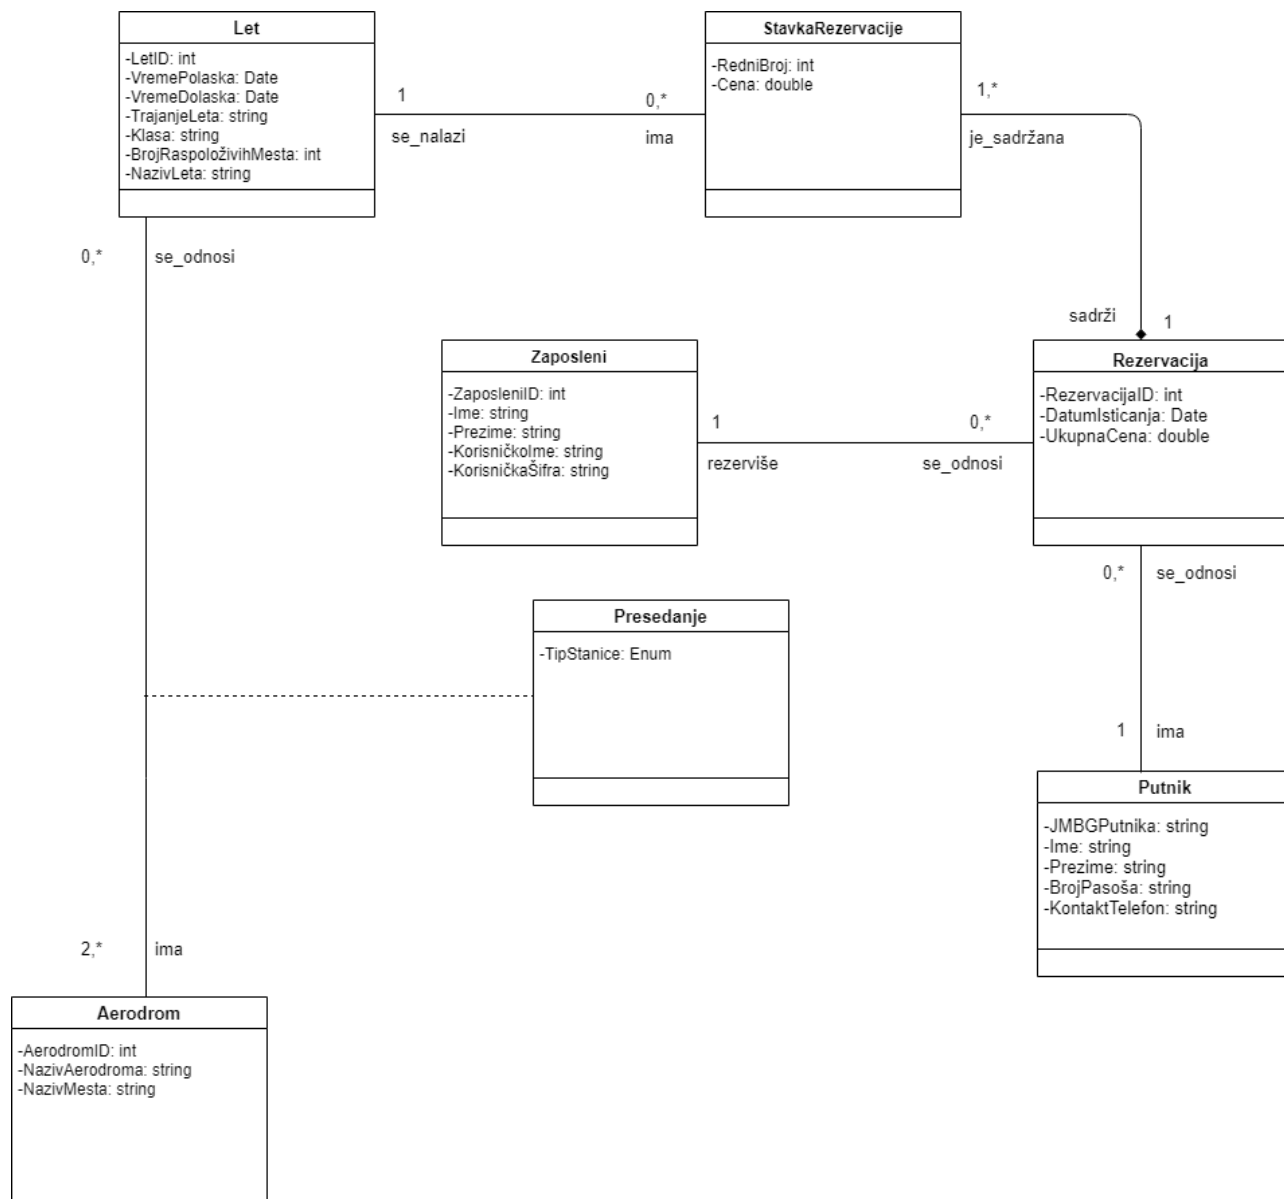 Let
-LetID: int
-VremePolaska: Date
-VremeDolaska: Date
-TrajanjeLeta: string
-Klasa: string
-BrojRaspoloživihMesta: int
-NazivLeta: string
1
se_nalazi
0,*
ima
StavkaRezervacije
-RedniBroj: int
-Cena: double
1,*
je_sadržana
0,*
se_odnosi
sadrži
1
Zaposleni
-ZaposleniID: int
-Ime: string
-Prezime: string
-KorisničkoIme: string
-KorisničkaŠifra: string
1
rezerviše
0,*
se_odnosi
Rezervacija
-RezervacijaID: int
-DatumIsticanja: Date
-UkupnaCena: double
0,*
se_odnosi
Presedanje
-TipStanice: Enum
1
ima
Putnik
-JMBGPutnika: string
-Ime: string
-Prezime: string
-BrojPasoša: string
-KontaktTelefon: string
2,*
ima
Aerodrom
-AerodromID: int
-NazivAerodroma: string
-NazivMesta: string